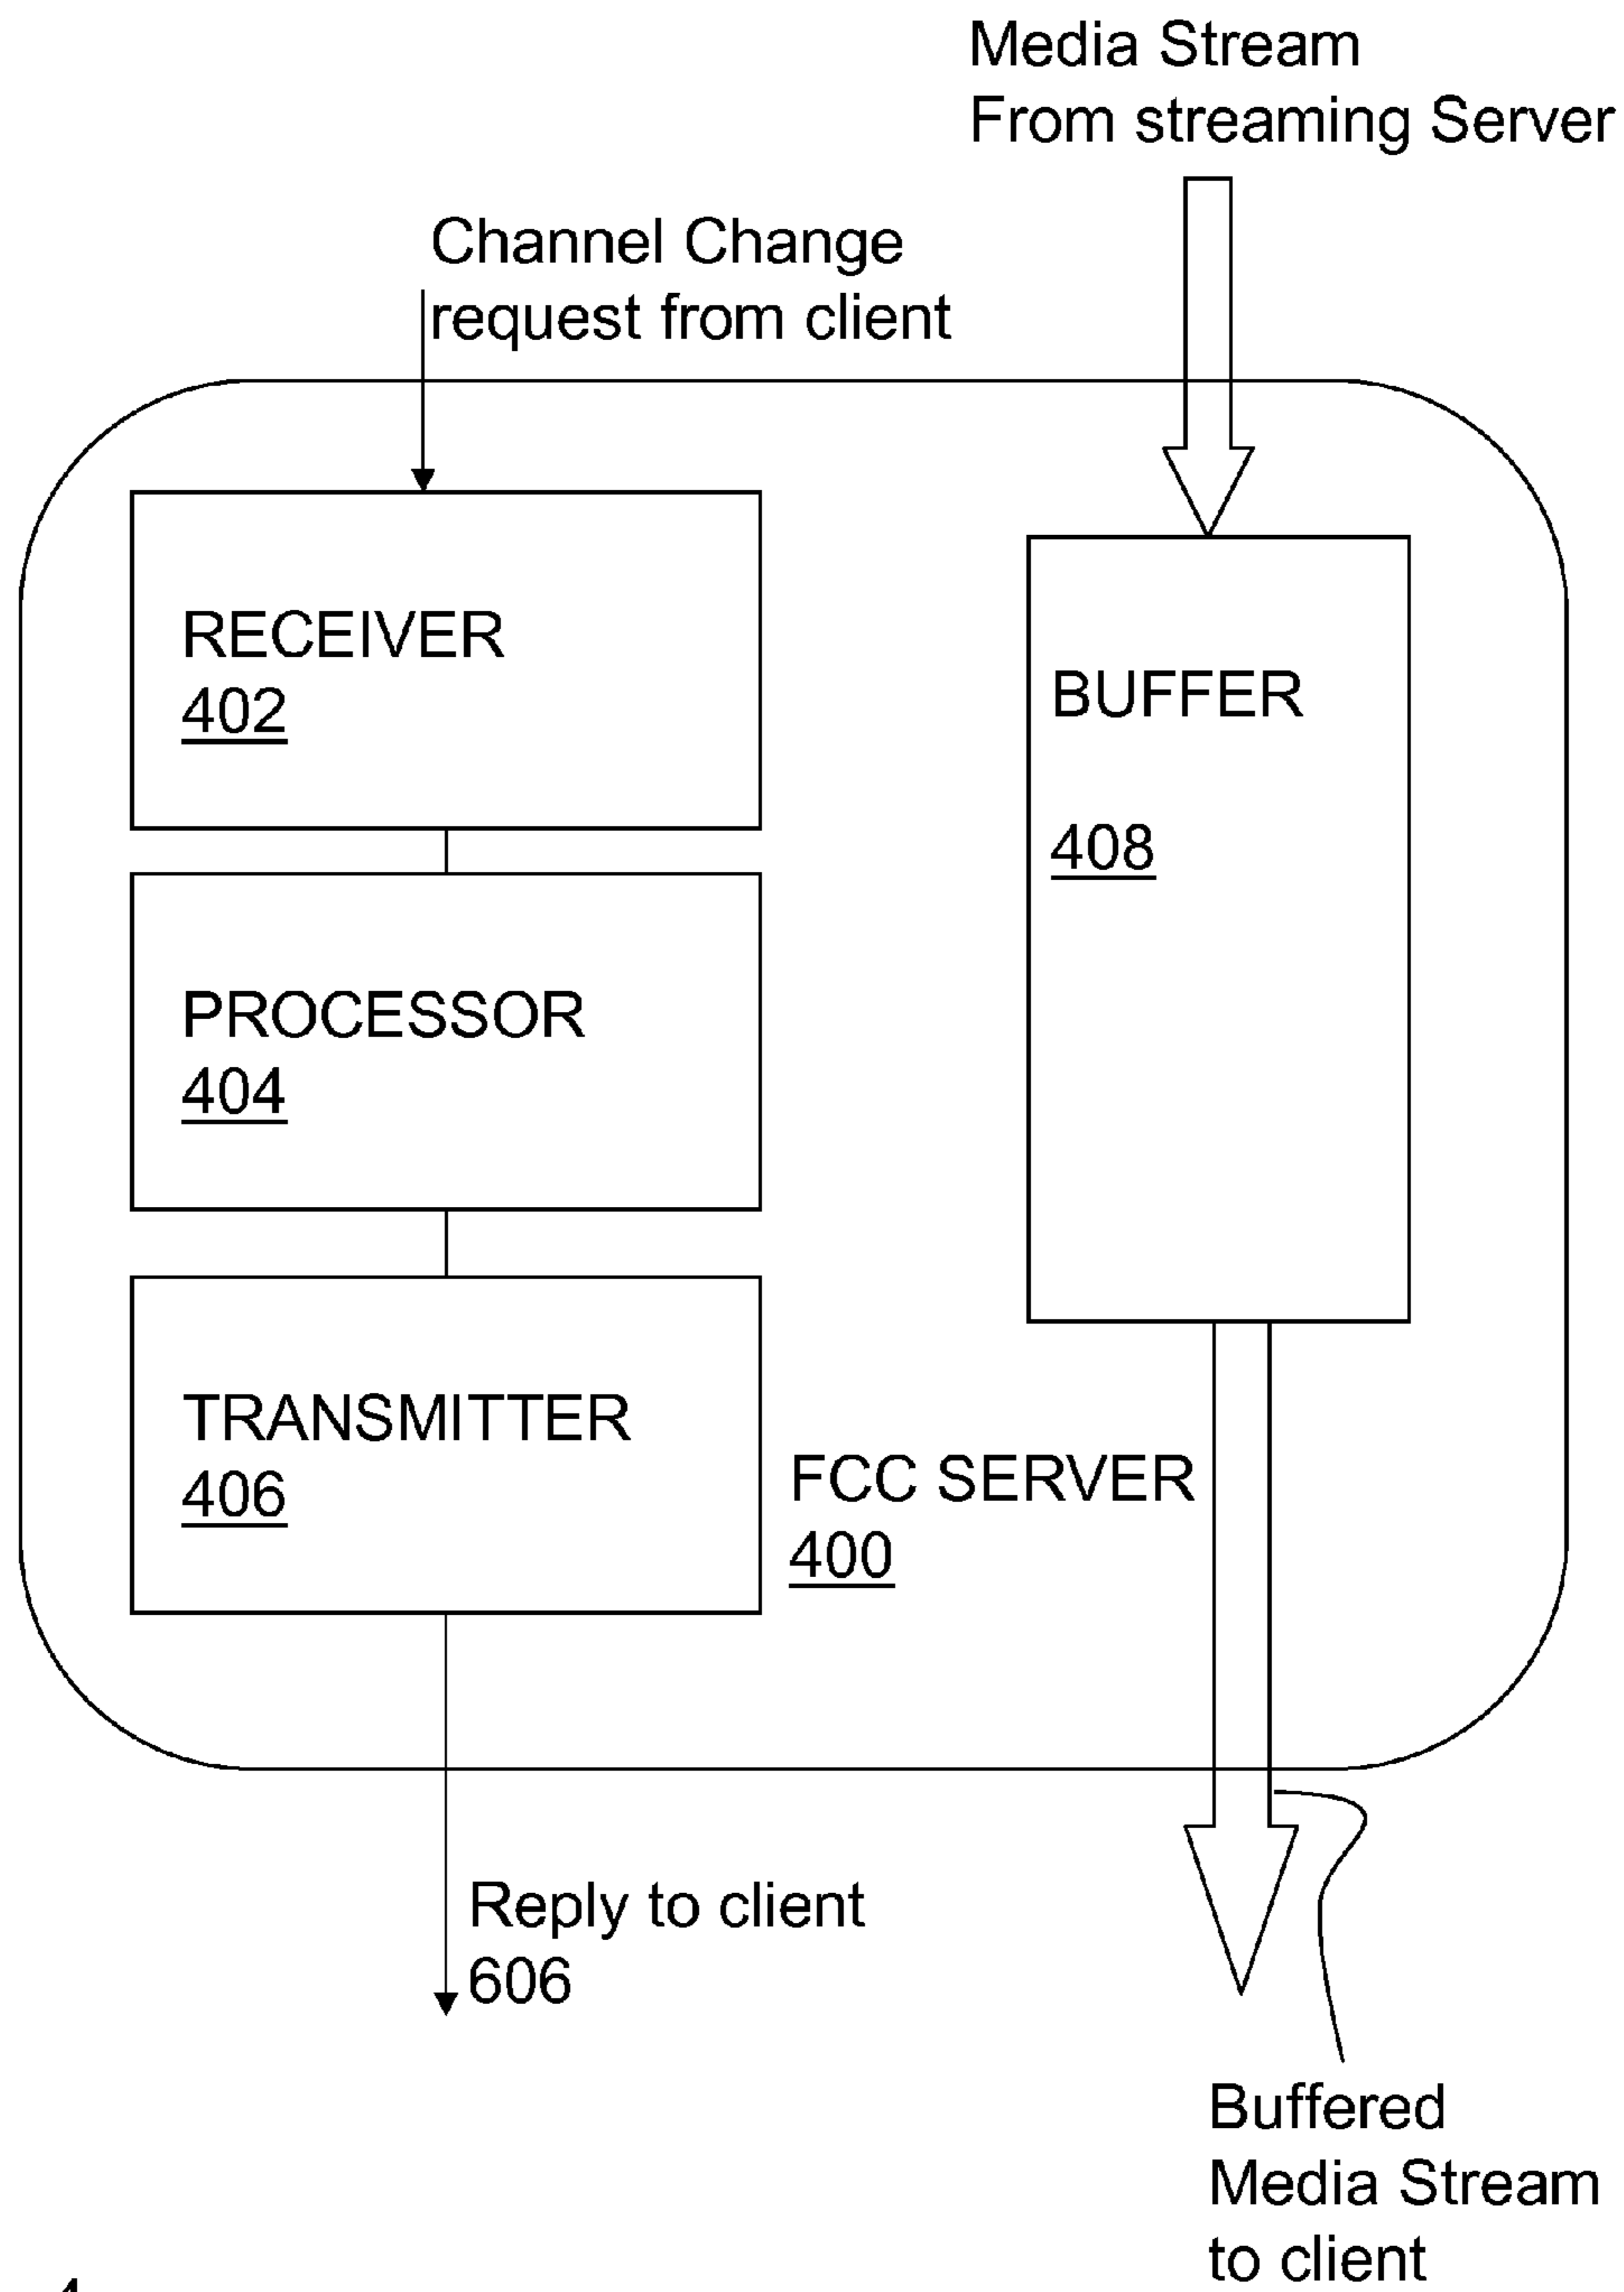 Media Stream
From streaming Server
Channel Change
request from client
RECEIVER
402
BUFFER
408
PROCESSOR
404
TRANSMITTER
406
FCC SERVER
400
Reply to client
606
Buffered
Media Stream
to client